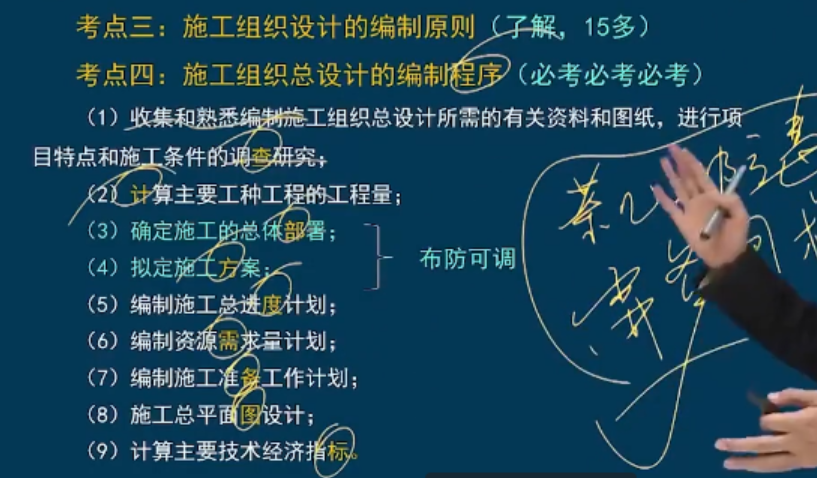 考点三：施工组织设计的编制原则（了解，15多）
考点四：施工组织总设计的编制程序（必考必考必考）
（1）收集和熟悉编制施工组织总设计所需的有关资料和图纸，进行项
目特点和施工条件的调查研究；
（2）计算主要工种工程的工程量；
（3）确定施工的总体部署；
（4）拟定施工方案；
布防可调
（5）编制施工总进度计划；
（6）编制资源需求量计划；
（7）编制施工准备工作计划；
（8）施工总平面图设计；
（9）计算主要技术经济指标。